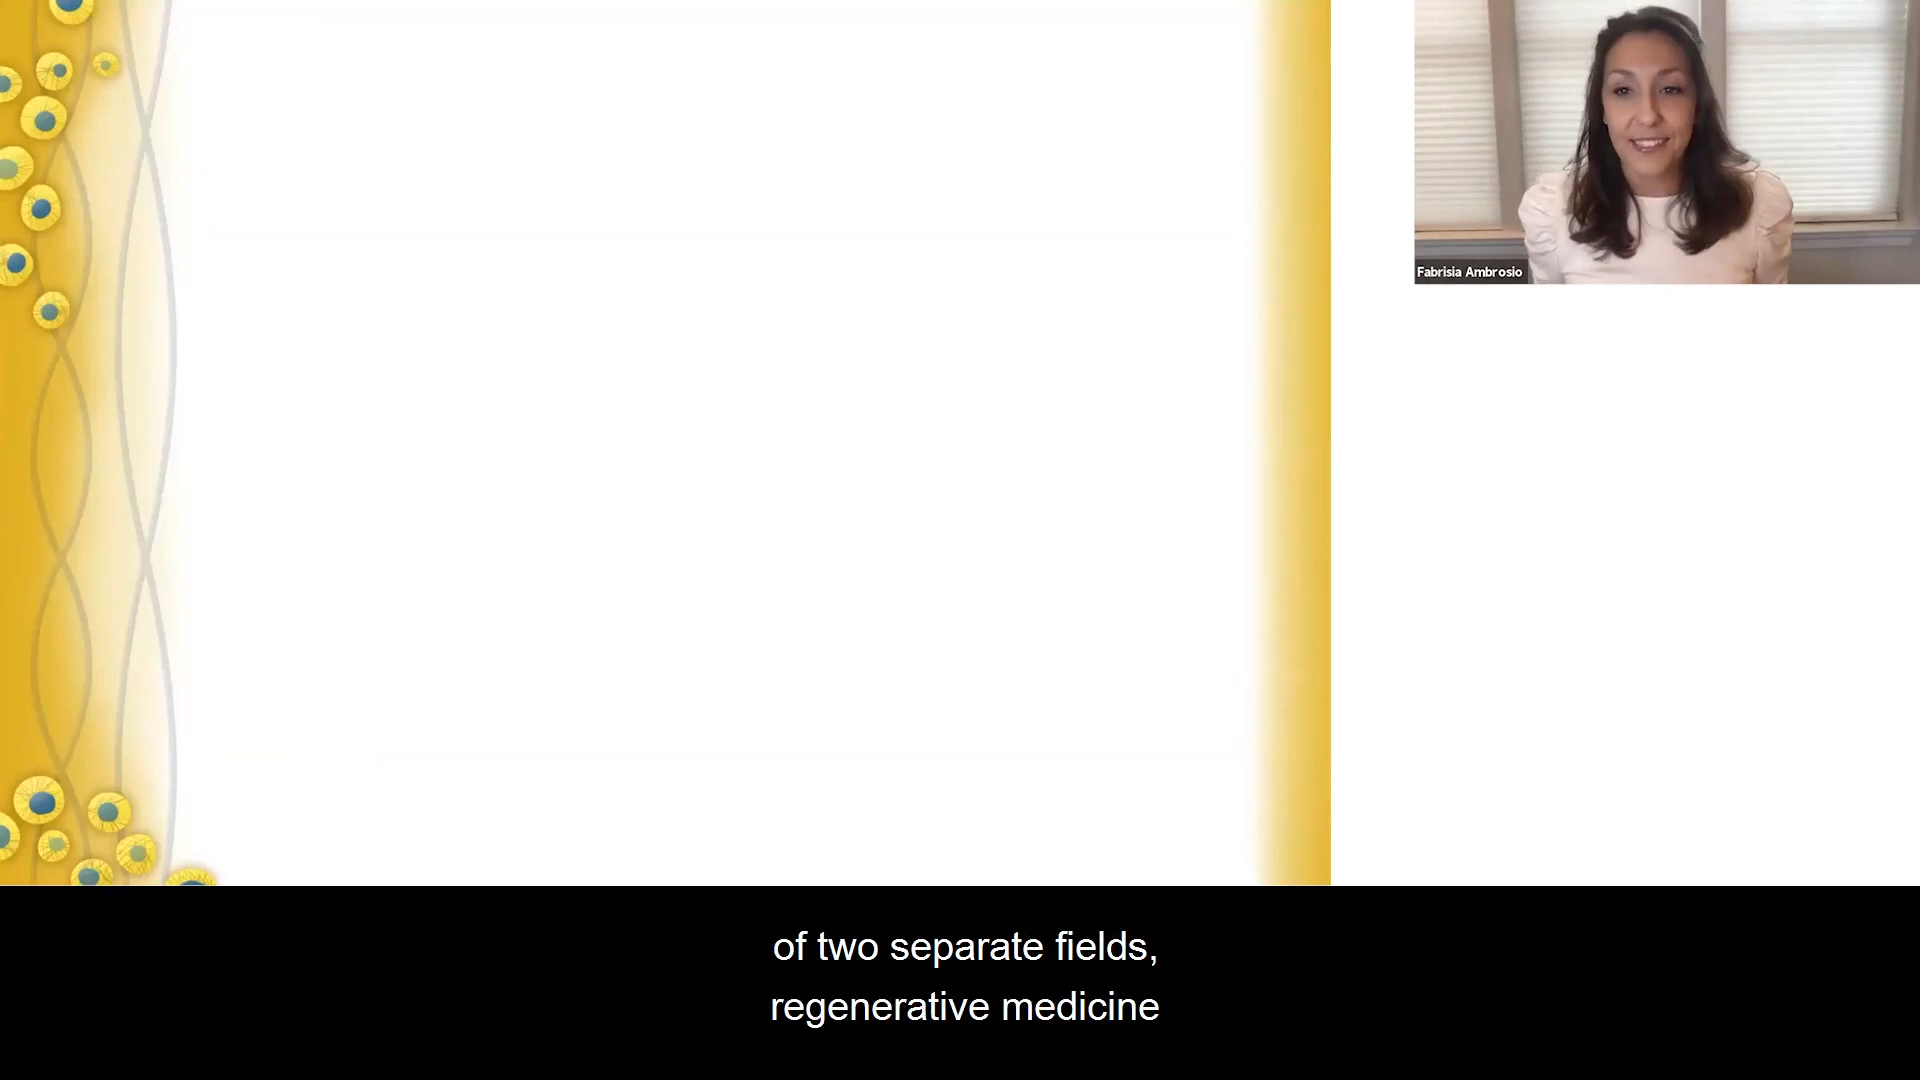 Fabrisia Ambrosio
of two separate fields,
regenerative medicine